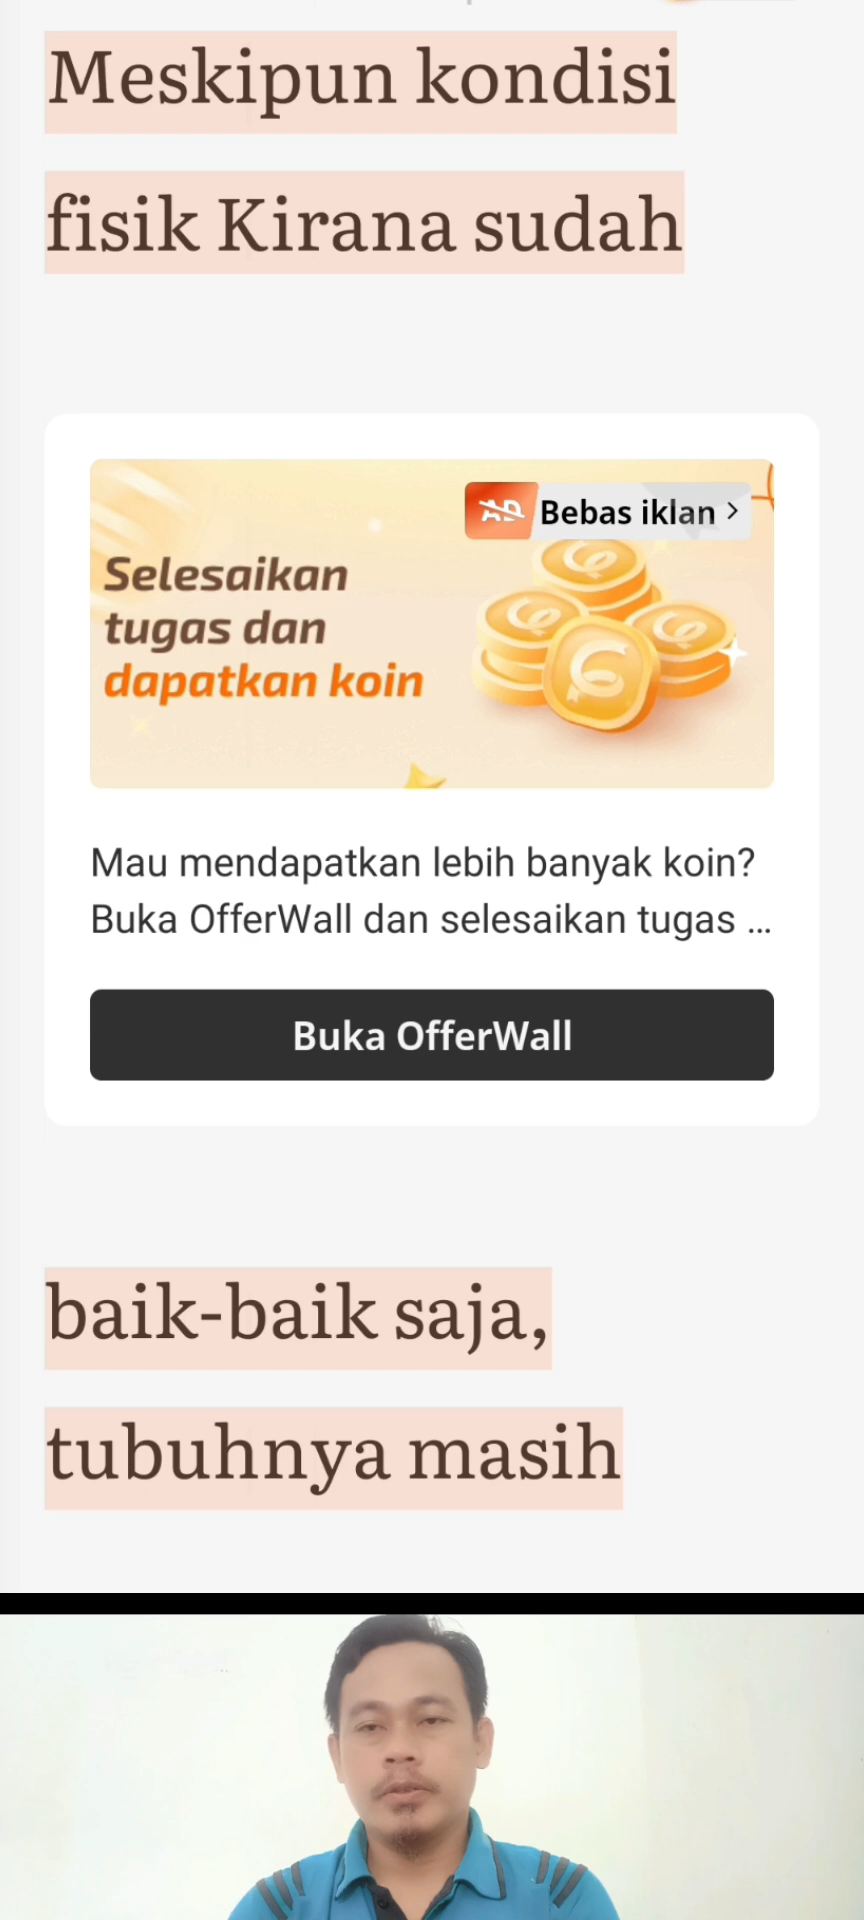 Meskipun kondisi
fisik Kirana sudah
Bebas iklan
Selesaikan
tugas dan
dapatkan koin
Mau mendapatkan lebih banyak koin?
Buka OfferWall dan selesaikan tugas ...
Buka OfferWall
baik-baik saja,
tubuhnya masih